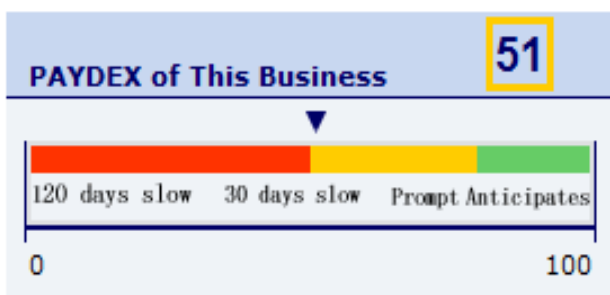 51
PAYDEX of This Business
120 days slow 30 days slow Prompt Anticipates
0 100